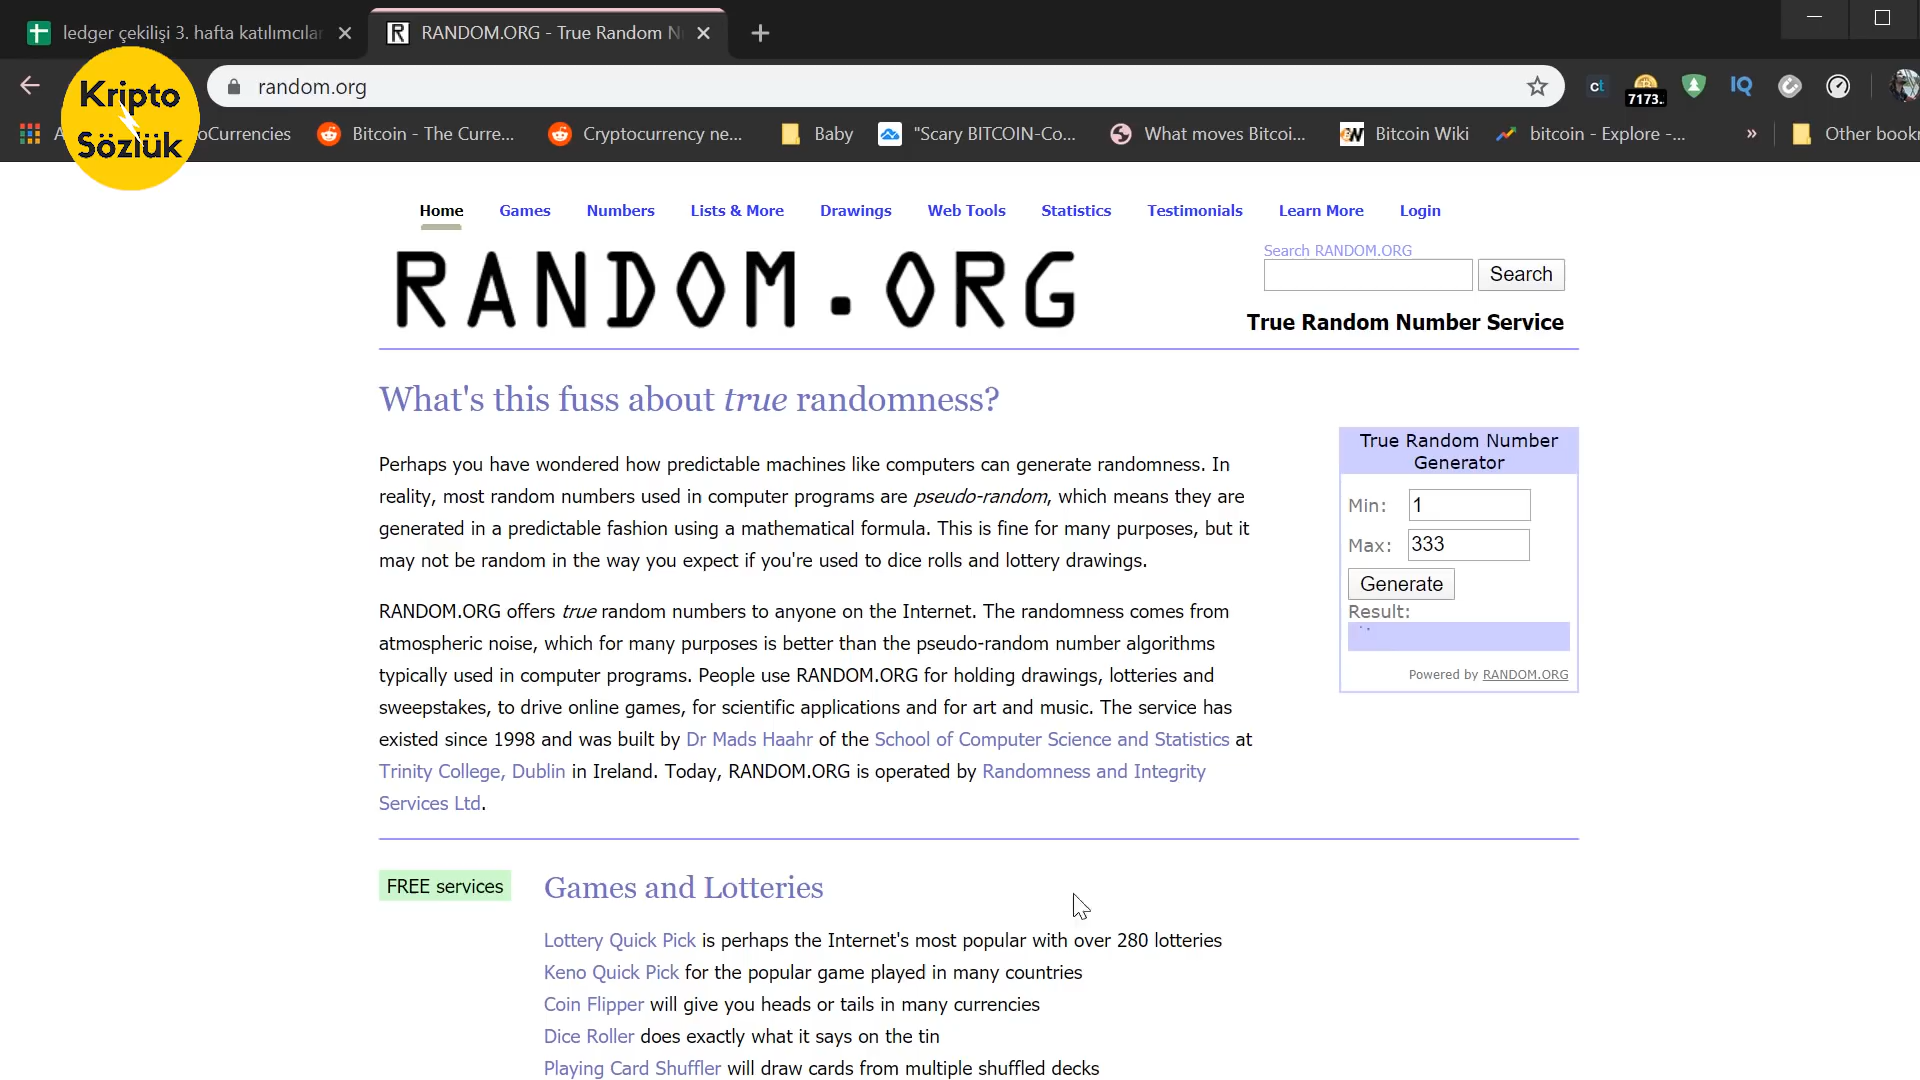 ledger çekilişi 3. hafta katılımcılar
RANDOM.ORG - True Random N
random.org
ct
7173.
IQ
Kripto
Sözlük
oCurrencies
Bitcoin - The Curre...
Cryptocurrency ne...
Baby
"Scary BITCOIN-Co...
What moves Bitcoi...
Bitcoin Wiki
bitcoin - Explore -...
»
Other book
Home Games Numbers Lists & More Drawings Web Tools Statistics Testimonials Learn More Login
RANDOM.ORG
Search RANDOM.ORG
Search
True Random Number Service
What's this fuss about true randomness?
Perhaps you have wondered how predictable machines like computers can generate randomness. In
reality, most random numbers used in computer programs are pseudo-random, which means they are
generated in a predictable fashion using a mathematical formula. This is fine for many purposes, but it
may not be random in the way you expect if you're used to dice rolls and lottery drawings.
RANDOM.ORG offers true random numbers to anyone on the Internet. The randomness comes from
atmospheric noise, which for many purposes is better than the pseudo-random number algorithms
typically used in computer programs. People use RANDOM.ORG for holding drawings, lotteries and
sweepstakes, to drive online games, for scientific applications and for art and music. The service has
existed since 1998 and was built by Dr Mads Haahr of the School of Computer Science and Statistics at
Trinity College, Dublin in Ireland. Today, RANDOM.ORG is operated by Randomness and Integrity
Services Ltd.
True Random Number
Generator
Min: 1
Max: 333
Generate
Result:
Powered by RANDOM.ORG
FREE services
Games and Lotteries
Lottery Quick Pick is perhaps the Internet's most popular with over 280 lotteries
Keno Quick Pick for the popular game played in many countries
Coin Flipper will give you heads or tails in many currencies
Dice Roller does exactly what it says on the tin
Playing Card Shuffler will draw cards from multiple shuffled decks